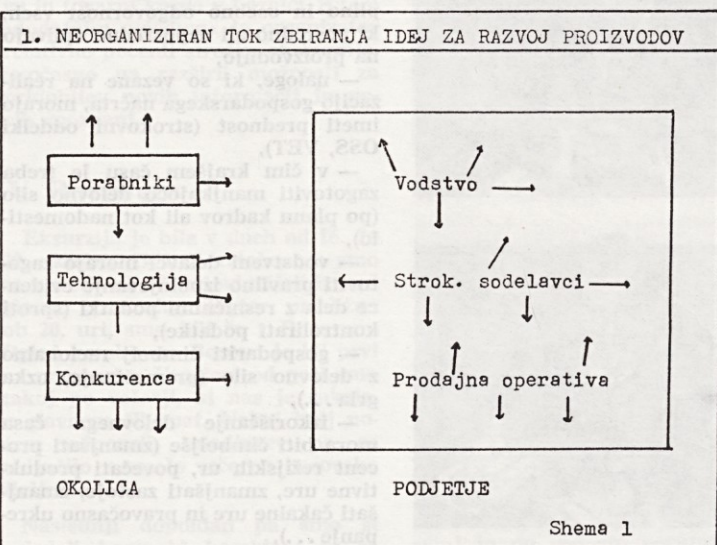 1. NEORGANIZIRAN TOK ZBIRANJA IDEJ ZA RAZVOJ PROIZVODOV
Porabniki
Tehnologija
Konkurenca
OKOLICA
Vodstvo
Strok. sodelavci
Prodajna operativa
PODJETJE
Shema 1